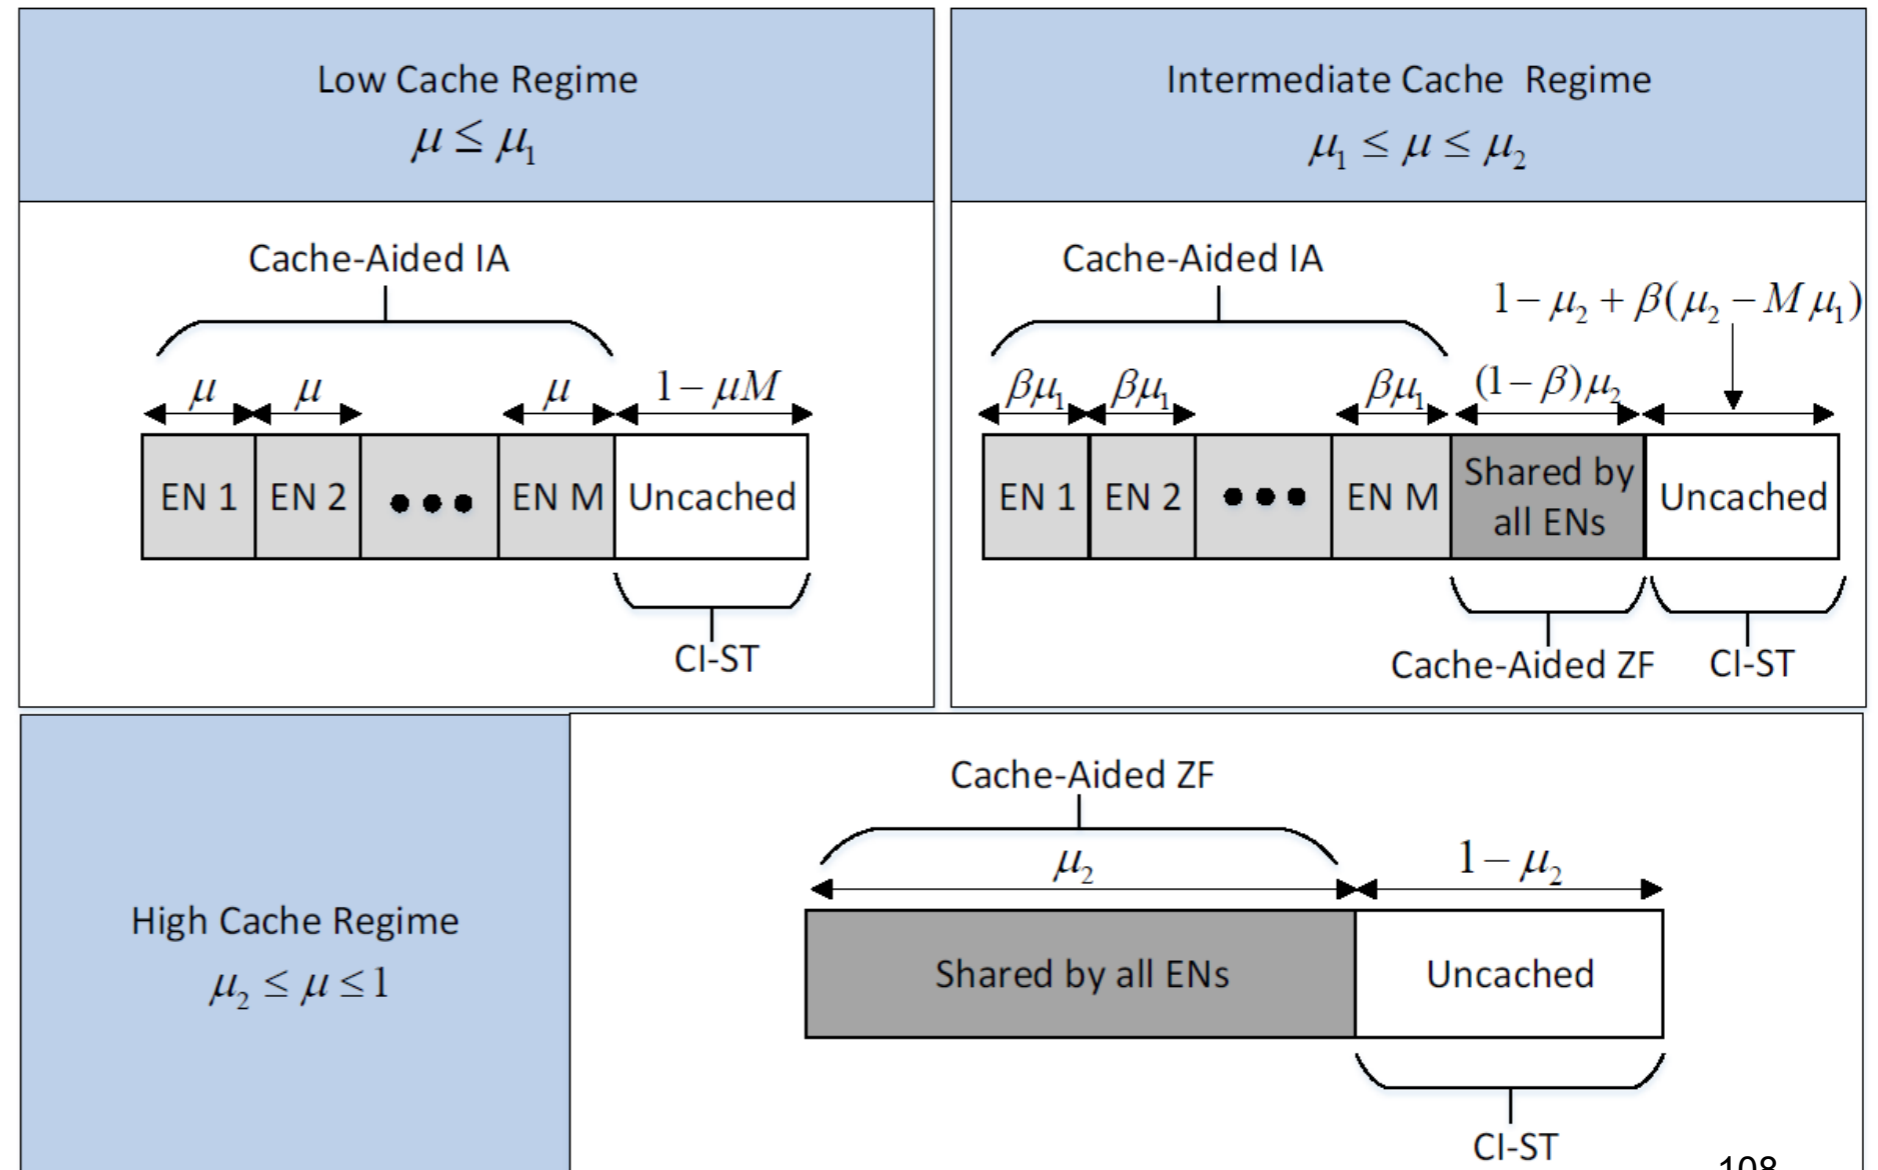 Low Cache Regime
μ ≤ μ₁
Cache-Aided IA
μ μ μ 1 − μM
EN 1 EN 2 ●●● EN M Uncached
CI-ST
Intermediate Cache Regime
μ₁ ≤ μ ≤ μ₂
Cache-Aided IA
1 − μ₂ + β(μ₂ − M μ₁)
βμ₁ βμ₁ βμ₁ (1 − β)μ₂
EN 1 EN 2 ●●● EN M Shared by all ENs Uncached
Cache-Aided ZF CI-ST
High Cache Regime
μ₂ ≤ μ ≤ 1
Cache-Aided ZF
μ₂ 1 − μ₂
Shared by all ENs Uncached
CI-ST
108